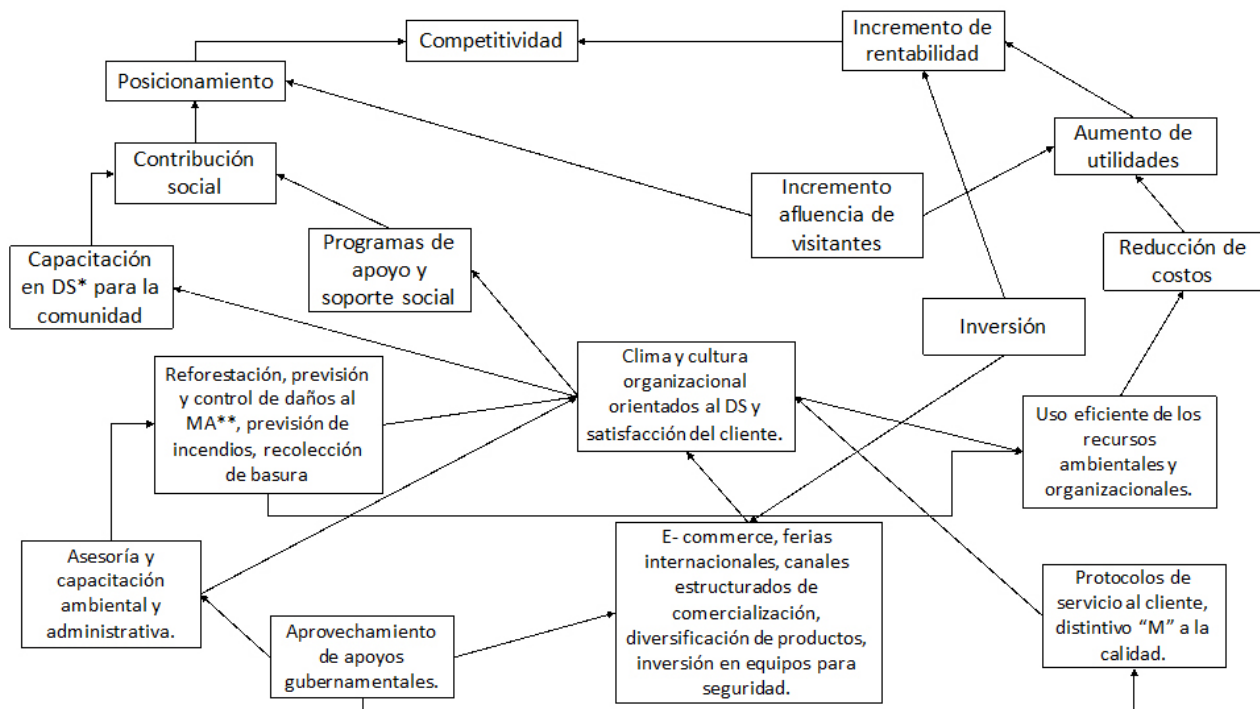 Competitividad
Incremento de
rentabilidad
Posicionamiento
Contribución
social
Aumento de
utilidades
Incremento
afluencia de
visitantes
Programas de
apoyo y
soporte social
Reducción de
costos
Capacitación
en DS* para la
comunidad
Inversión
Clima y cultura
organizacional
orientados al DS y
satisfacción del cliente.
Reforestación, previsión
y control de daños al
MA**, previsión de
incendios, recolección
de basura
Uso eficiente de los
recursos
ambientales y
organizacionales.
E- commerce, ferias
internacionales, canales
estructurados de
comercialización,
diversificación de productos,
inversión en equipos para
seguridad.
Asesoría y
capacitación
ambiental y
administrativa.
Protocolos de
servicio al cliente,
distintivo “M” a la
calidad.
Aprovechamiento
de apoyos
gubernamentales.